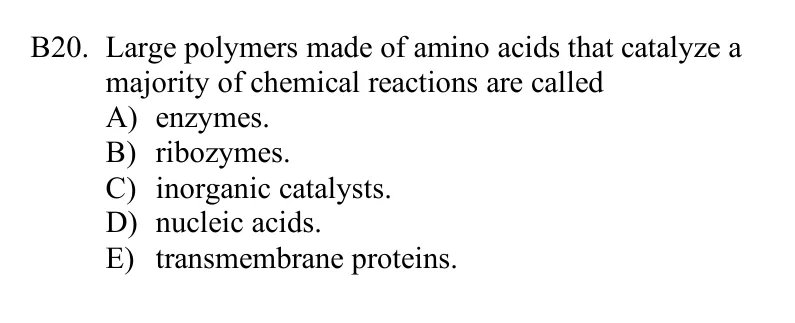 B20. Large polymers made of amino acids that catalyze a
majority of chemical reactions are called
A) enzymes.
B) ribozymes.
C) inorganic catalysts.
D) nucleic acids.
E) transmembrane proteins.